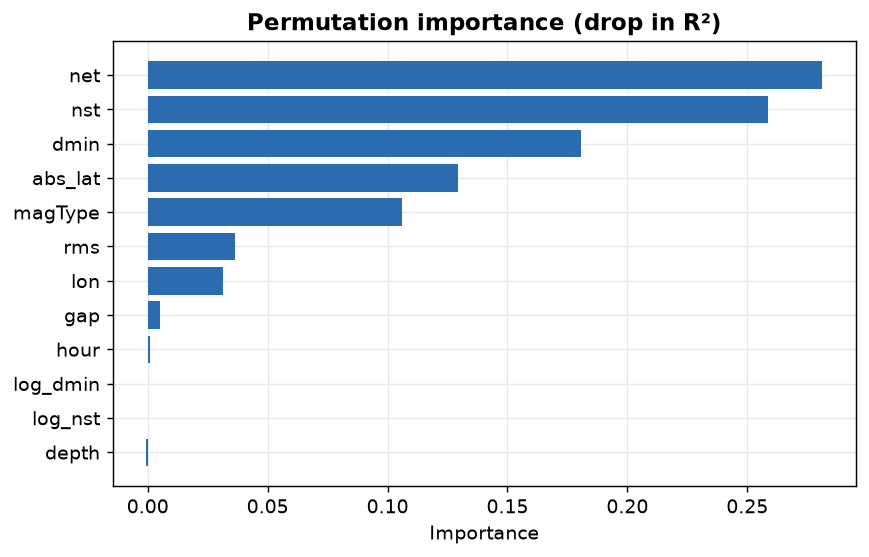 Permutation importance (drop in R²)
net
nst
dmin
abs_lat
magType
rms
lon
gap
hour
log_dmin
log_nst
depth
0.00 0.05 0.10 0.15 0.20 0.25
Importance